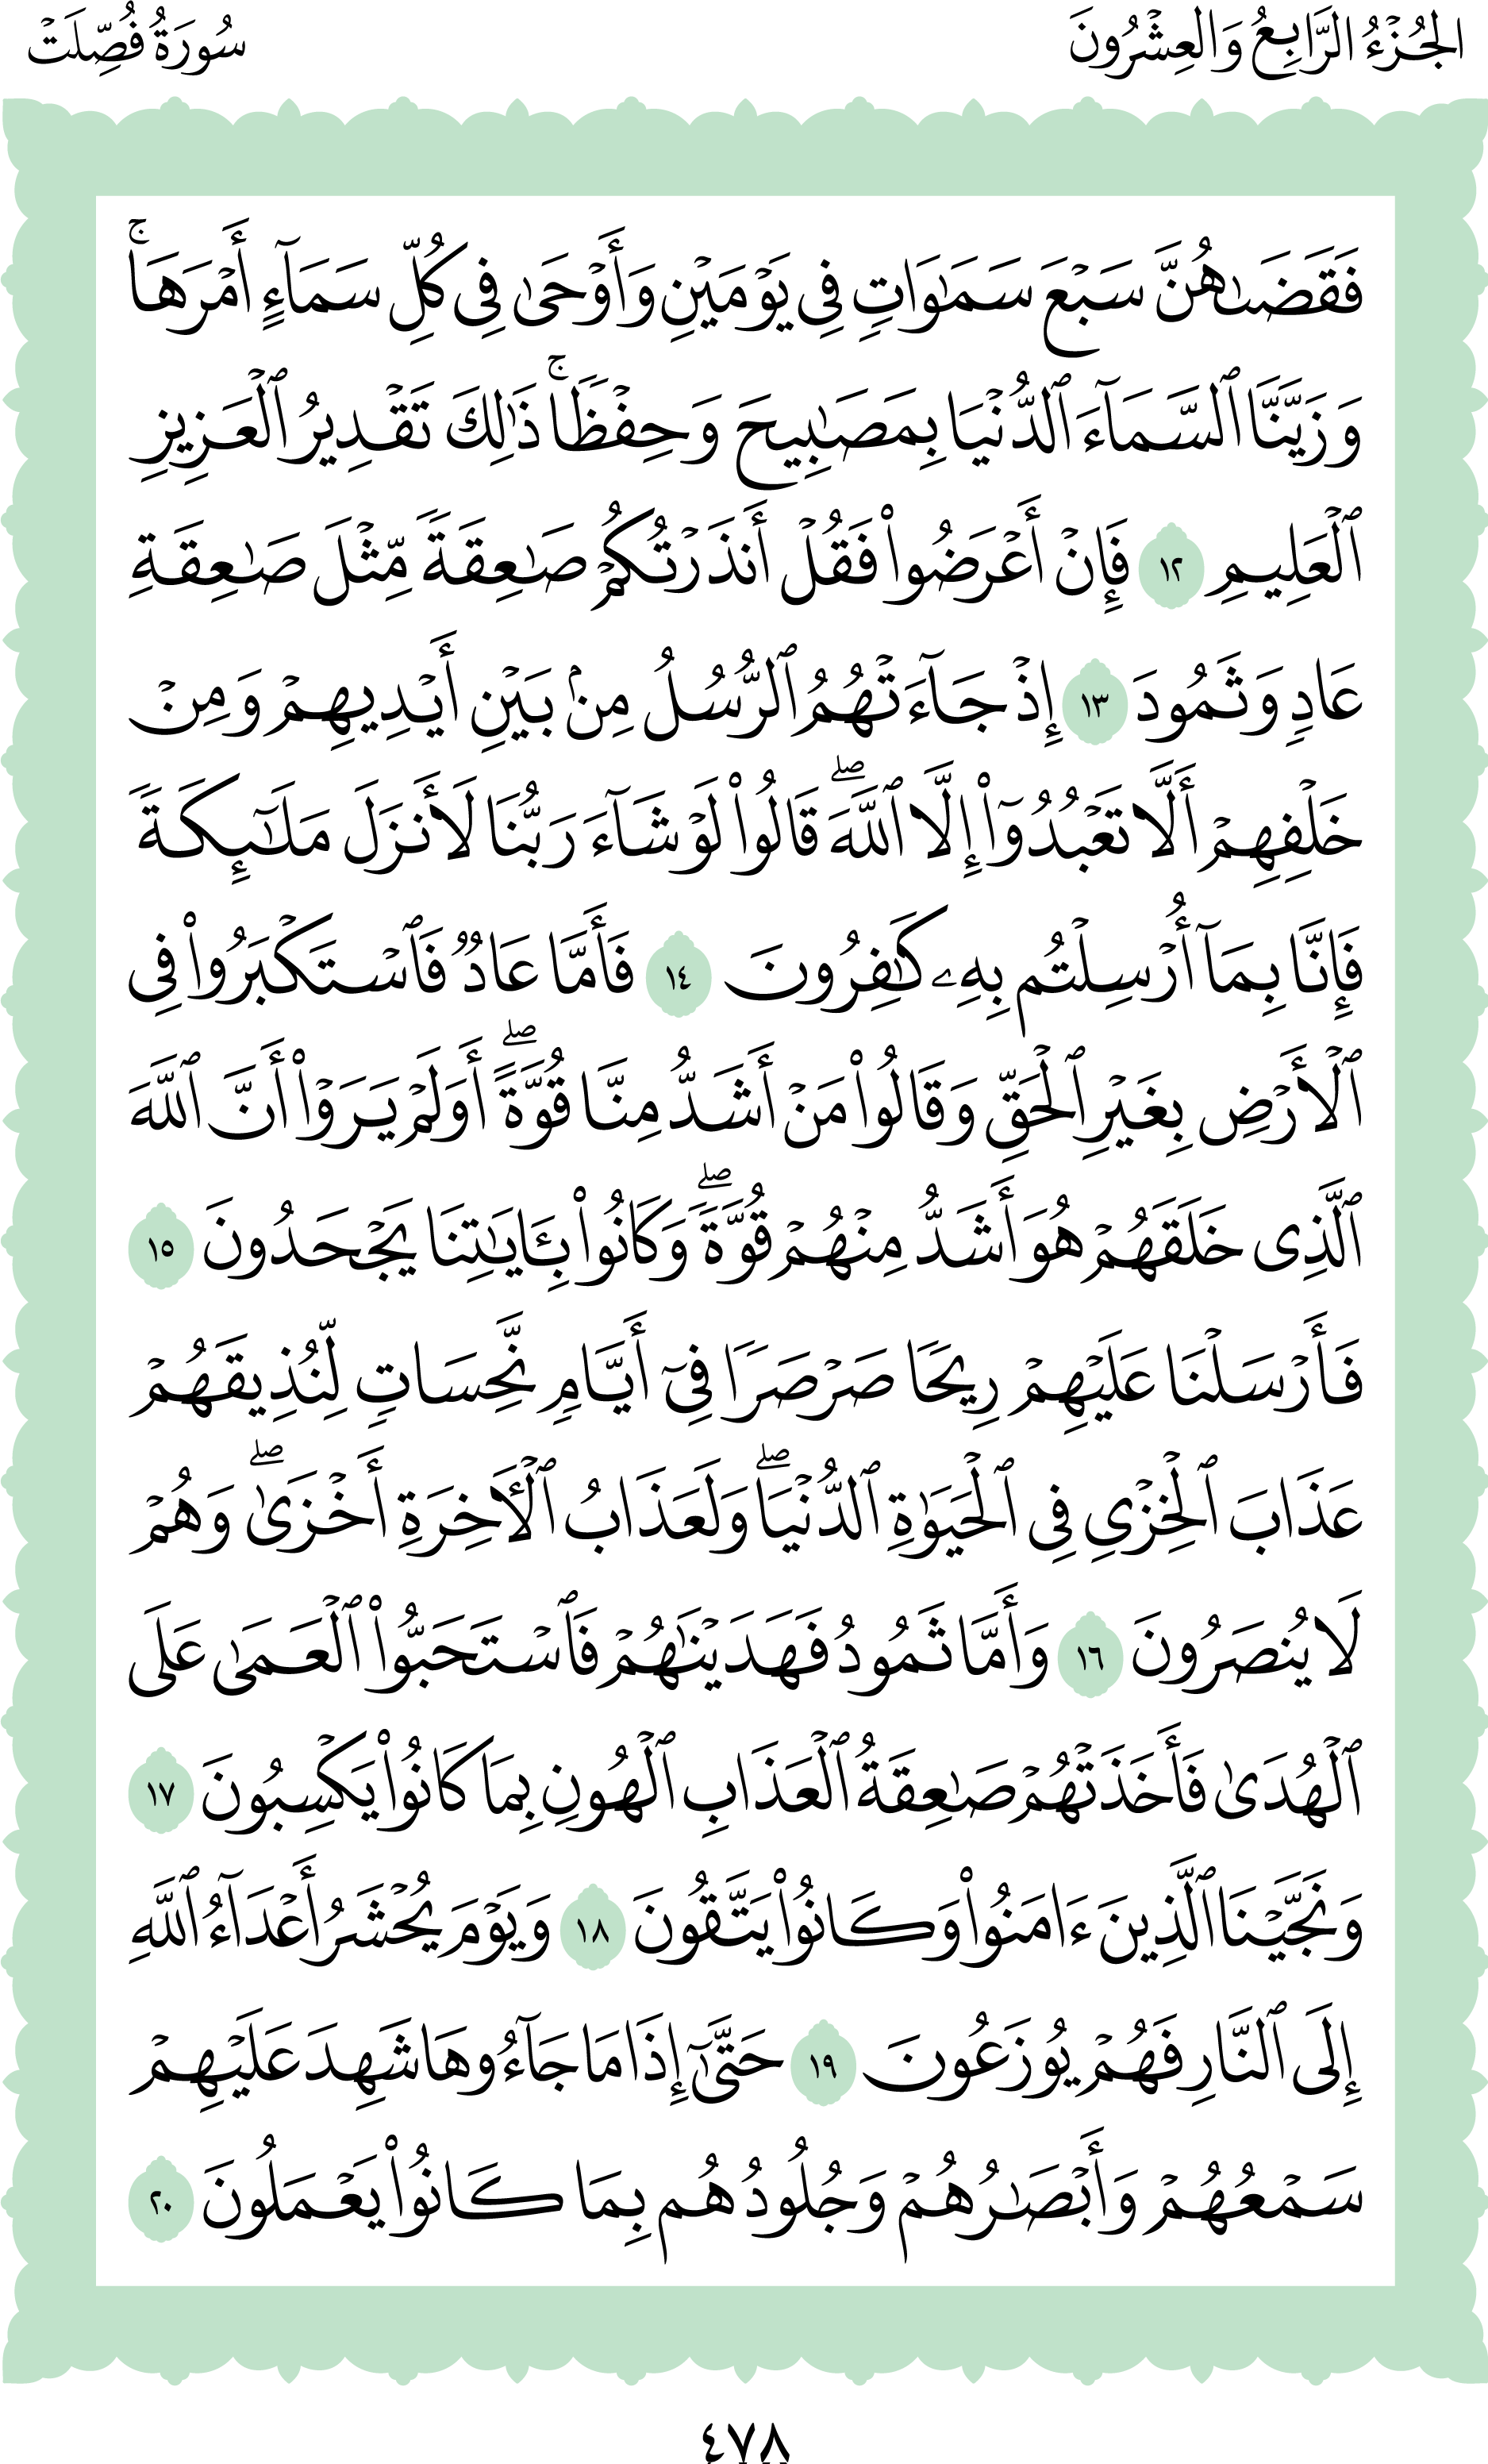 الجُزْءُ الرَّابِعُ وَالعِشْرُونَ
سُورَةُ فُصِّلَتْ
فَقَضَىٰهُنَّ سَبْعَ سَمَٰوَاتٍ فِى يَوْمَيْنِ وَأَوْحَىٰ فِى كُلِّ سَمَآءٍ أَمْرَهَا ۚ
وَزَيَّنَّا ٱلسَّمَآءَ ٱلدُّنْيَا بِمَصَٰبِيحَ وَحِفْظًا ۚ ذَٰلِكَ تَقْدِيرُ ٱلْعَزِيزِ
ٱلْعَلِيمِ ١٢ فَإِنْ أَعْرَضُوا۟ فَقُلْ أَنذَرْتُكُمْ صَٰعِقَةً مِّثْلَ صَٰعِقَةِ
عَادٍ وَثَمُودَ ١٣ إِذْ جَآءَتْهُمُ ٱلرُّسُلُ مِنۢ بَيْنِ أَيْدِيهِمْ وَمِنْ
خَلْفِهِمْ أَلَّا تَعْبُدُوٓا۟ إِلَّا ٱللَّهَ ۖ قَالُوا۟ لَوْ شَآءَ رَبُّنَا لَأَنزَلَ مَلَٰٓئِكَةً
فَإِنَّا بِمَآ أُرْسِلْتُم بِهِۦ كَٰفِرُونَ ١٤ فَأَمَّا عَادٌ فَٱسْتَكْبَرُوا۟ فِى
ٱلْأَرْضِ بِغَيْرِ ٱلْحَقِّ وَقَالُوا۟ مَنْ أَشَدُّ مِنَّا قُوَّةً ۖ أَوَلَمْ يَرَوْا۟ أَنَّ ٱللَّهَ
ٱلَّذِى خَلَقَهُمْ هُوَ أَشَدُّ مِنْهُمْ قُوَّةً ۖ وَكَانُوا۟ بِـَٔايَٰتِنَا يَجْحَدُونَ ١٥
فَأَرْسَلْنَا عَلَيْهِمْ رِيحًا صَرْصَرًا فِىٓ أَيَّامٍ نَّحِسَاتٍ لِّنُذِيقَهُمْ
عَذَابَ ٱلْخِزْىِ فِى ٱلْحَيَوٰةِ ٱلدُّنْيَا ۖ وَلَعَذَابُ ٱلْـَٔاخِرَةِ أَخْزَىٰ ۖ وَهُمْ
لَا يُنصَرُونَ ١٦ وَأَمَّا ثَمُودُ فَهَدَيْنَٰهُمْ فَٱسْتَحَبُّوا۟ ٱلْعَمَىٰ عَلَى
ٱلْهُدَىٰ فَأَخَذَتْهُمْ صَٰعِقَةُ ٱلْعَذَابِ ٱلْهُونِ بِمَا كَانُوا۟ يَكْسِبُونَ ١٧
وَنَجَّيْنَا ٱلَّذِينَ ءَامَنُوا۟ وَكَانُوا۟ يَتَّقُونَ ١٨ وَيَوْمَ يُحْشَرُ أَعْدَآءُ ٱللَّهِ
إِلَى ٱلنَّارِ فَهُمْ يُوزَعُونَ ١٩ حَتَّىٰٓ إِذَا مَا جَآءُوهَا شَهِدَ عَلَيْهِمْ
سَمْعُهُمْ وَأَبْصَٰرُهُمْ وَجُلُودُهُم بِمَا كَانُوا۟ يَعْمَلُونَ ٢٠
٤٧٨